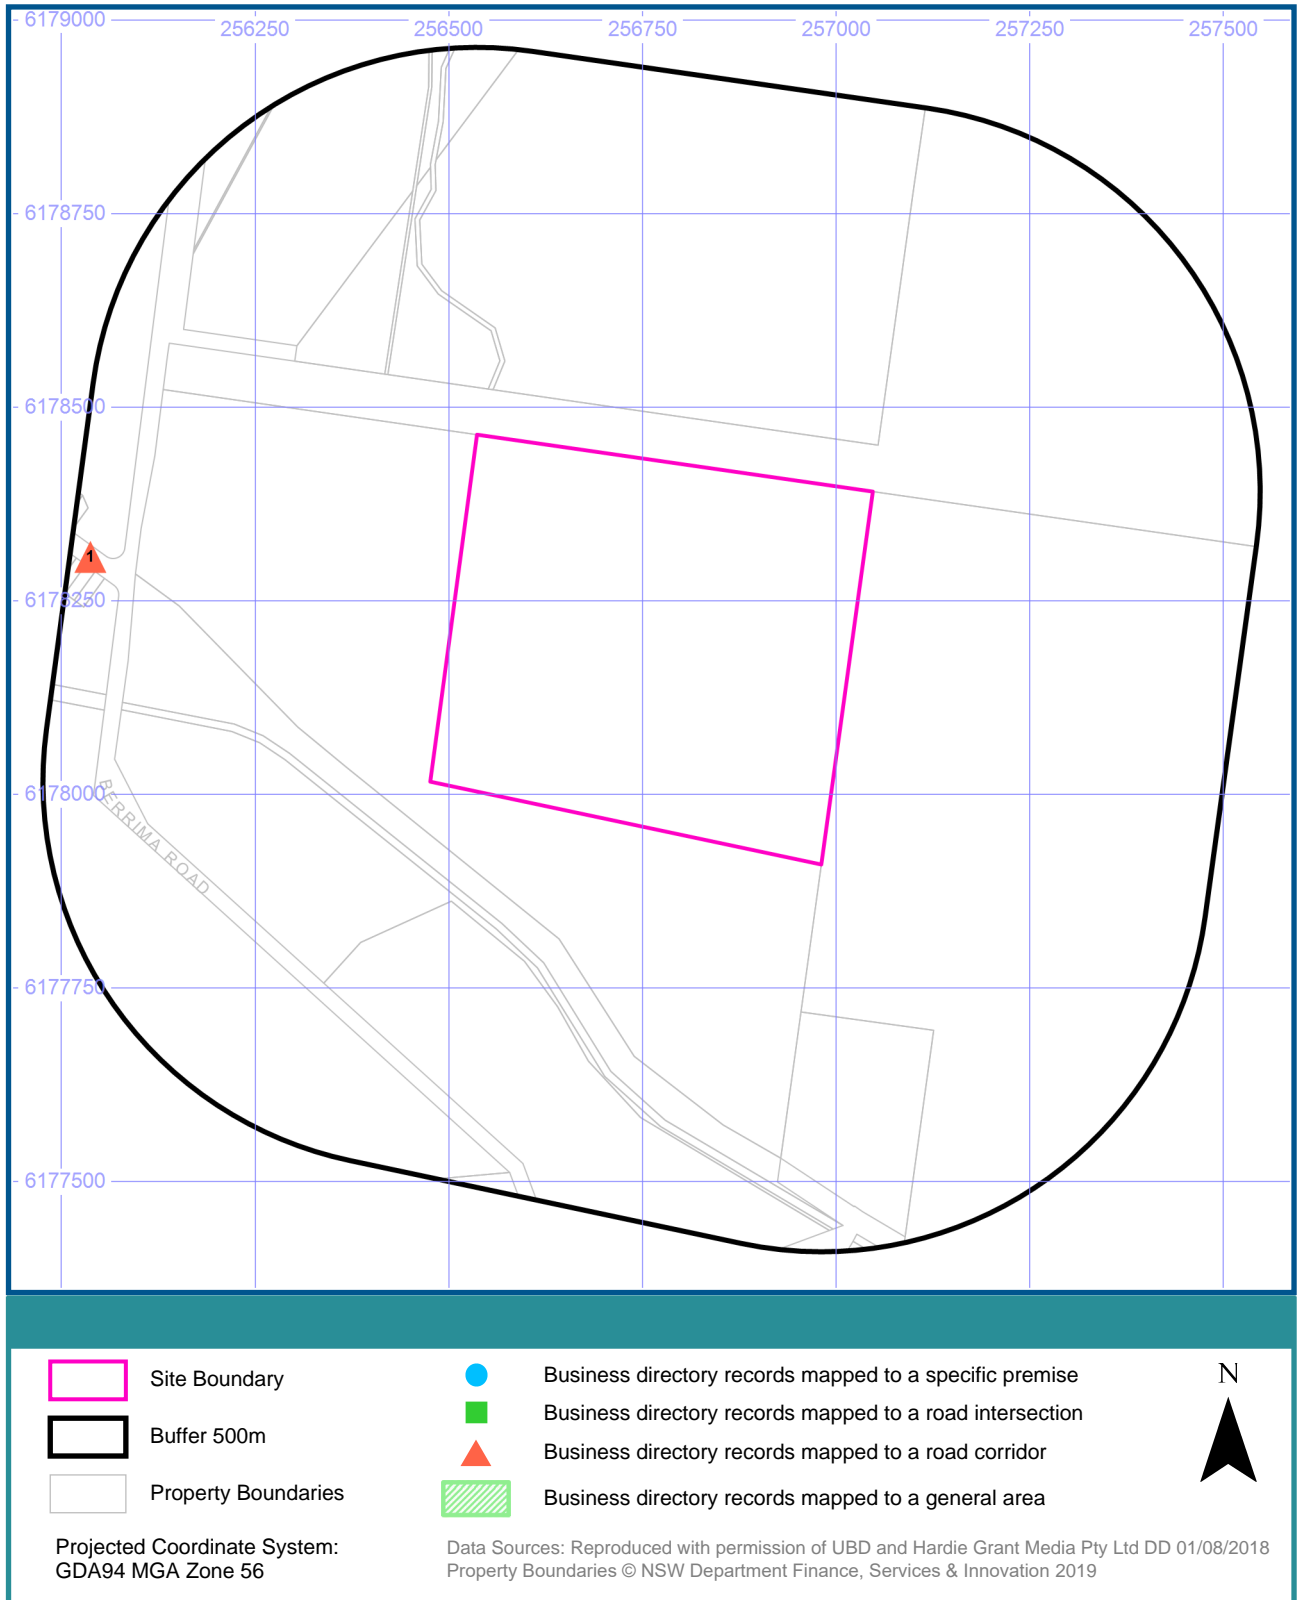 6179000
256250 256500 256750 257000 257250 257500
6178750
6178500
1
6178250
6178000
BERRIMA ROAD
6177750
6177500
Site Boundary
Buffer 500m
Property Boundaries
Business directory records mapped to a specific premise
Business directory records mapped to a road intersection
Business directory records mapped to a road corridor
Business directory records mapped to a general area
N
Projected Coordinate System:
GDA94 MGA Zone 56
Data Sources: Reproduced with permission of UBD and Hardie Grant Media Pty Ltd DD 01/08/2018
Property Boundaries © NSW Department Finance, Services & Innovation 2019